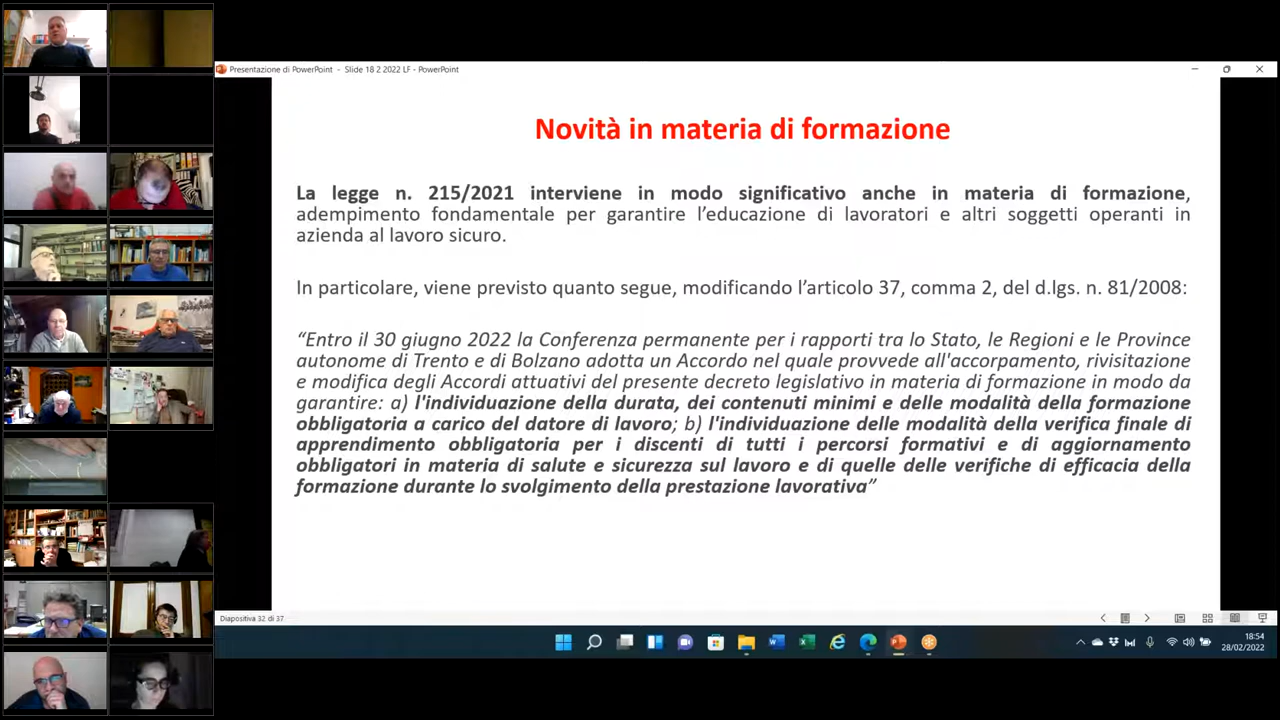 Presentazione di PowerPoint - Slide 18 2 2022 LF - PowerPoint
Novità in materia di formazione
La legge n. 215/2021 interviene in modo significativo anche in materia di formazione,
adempimento fondamentale per garantire l’educazione di lavoratori e altri soggetti operanti in
azienda al lavoro sicuro.
In particolare, viene previsto quanto segue, modificando l’articolo 37, comma 2, del d.lgs. n. 81/2008:
“Entro il 30 giugno 2022 la Conferenza permanente per i rapporti tra lo Stato, le Regioni e le Province
autonome di Trento e di Bolzano adotta un Accordo nel quale provvede all'accorpamento, rivisitazione
e modifica degli Accordi attuativi del presente decreto legislativo in materia di formazione in modo da
garantire: a) l'individuazione della durata, dei contenuti minimi e delle modalità della formazione
obbligatoria a carico del datore di lavoro; b) l'individuazione delle modalità della verifica finale di
apprendimento obbligatoria per i discenti di tutti i percorsi formativi e di aggiornamento
obbligatori in materia di salute e sicurezza sul lavoro e di quelle delle verifiche di efficacia della
formazione durante lo svolgimento della prestazione lavorativa”
Diapositiva 32 di 37
18:54
28/02/2022